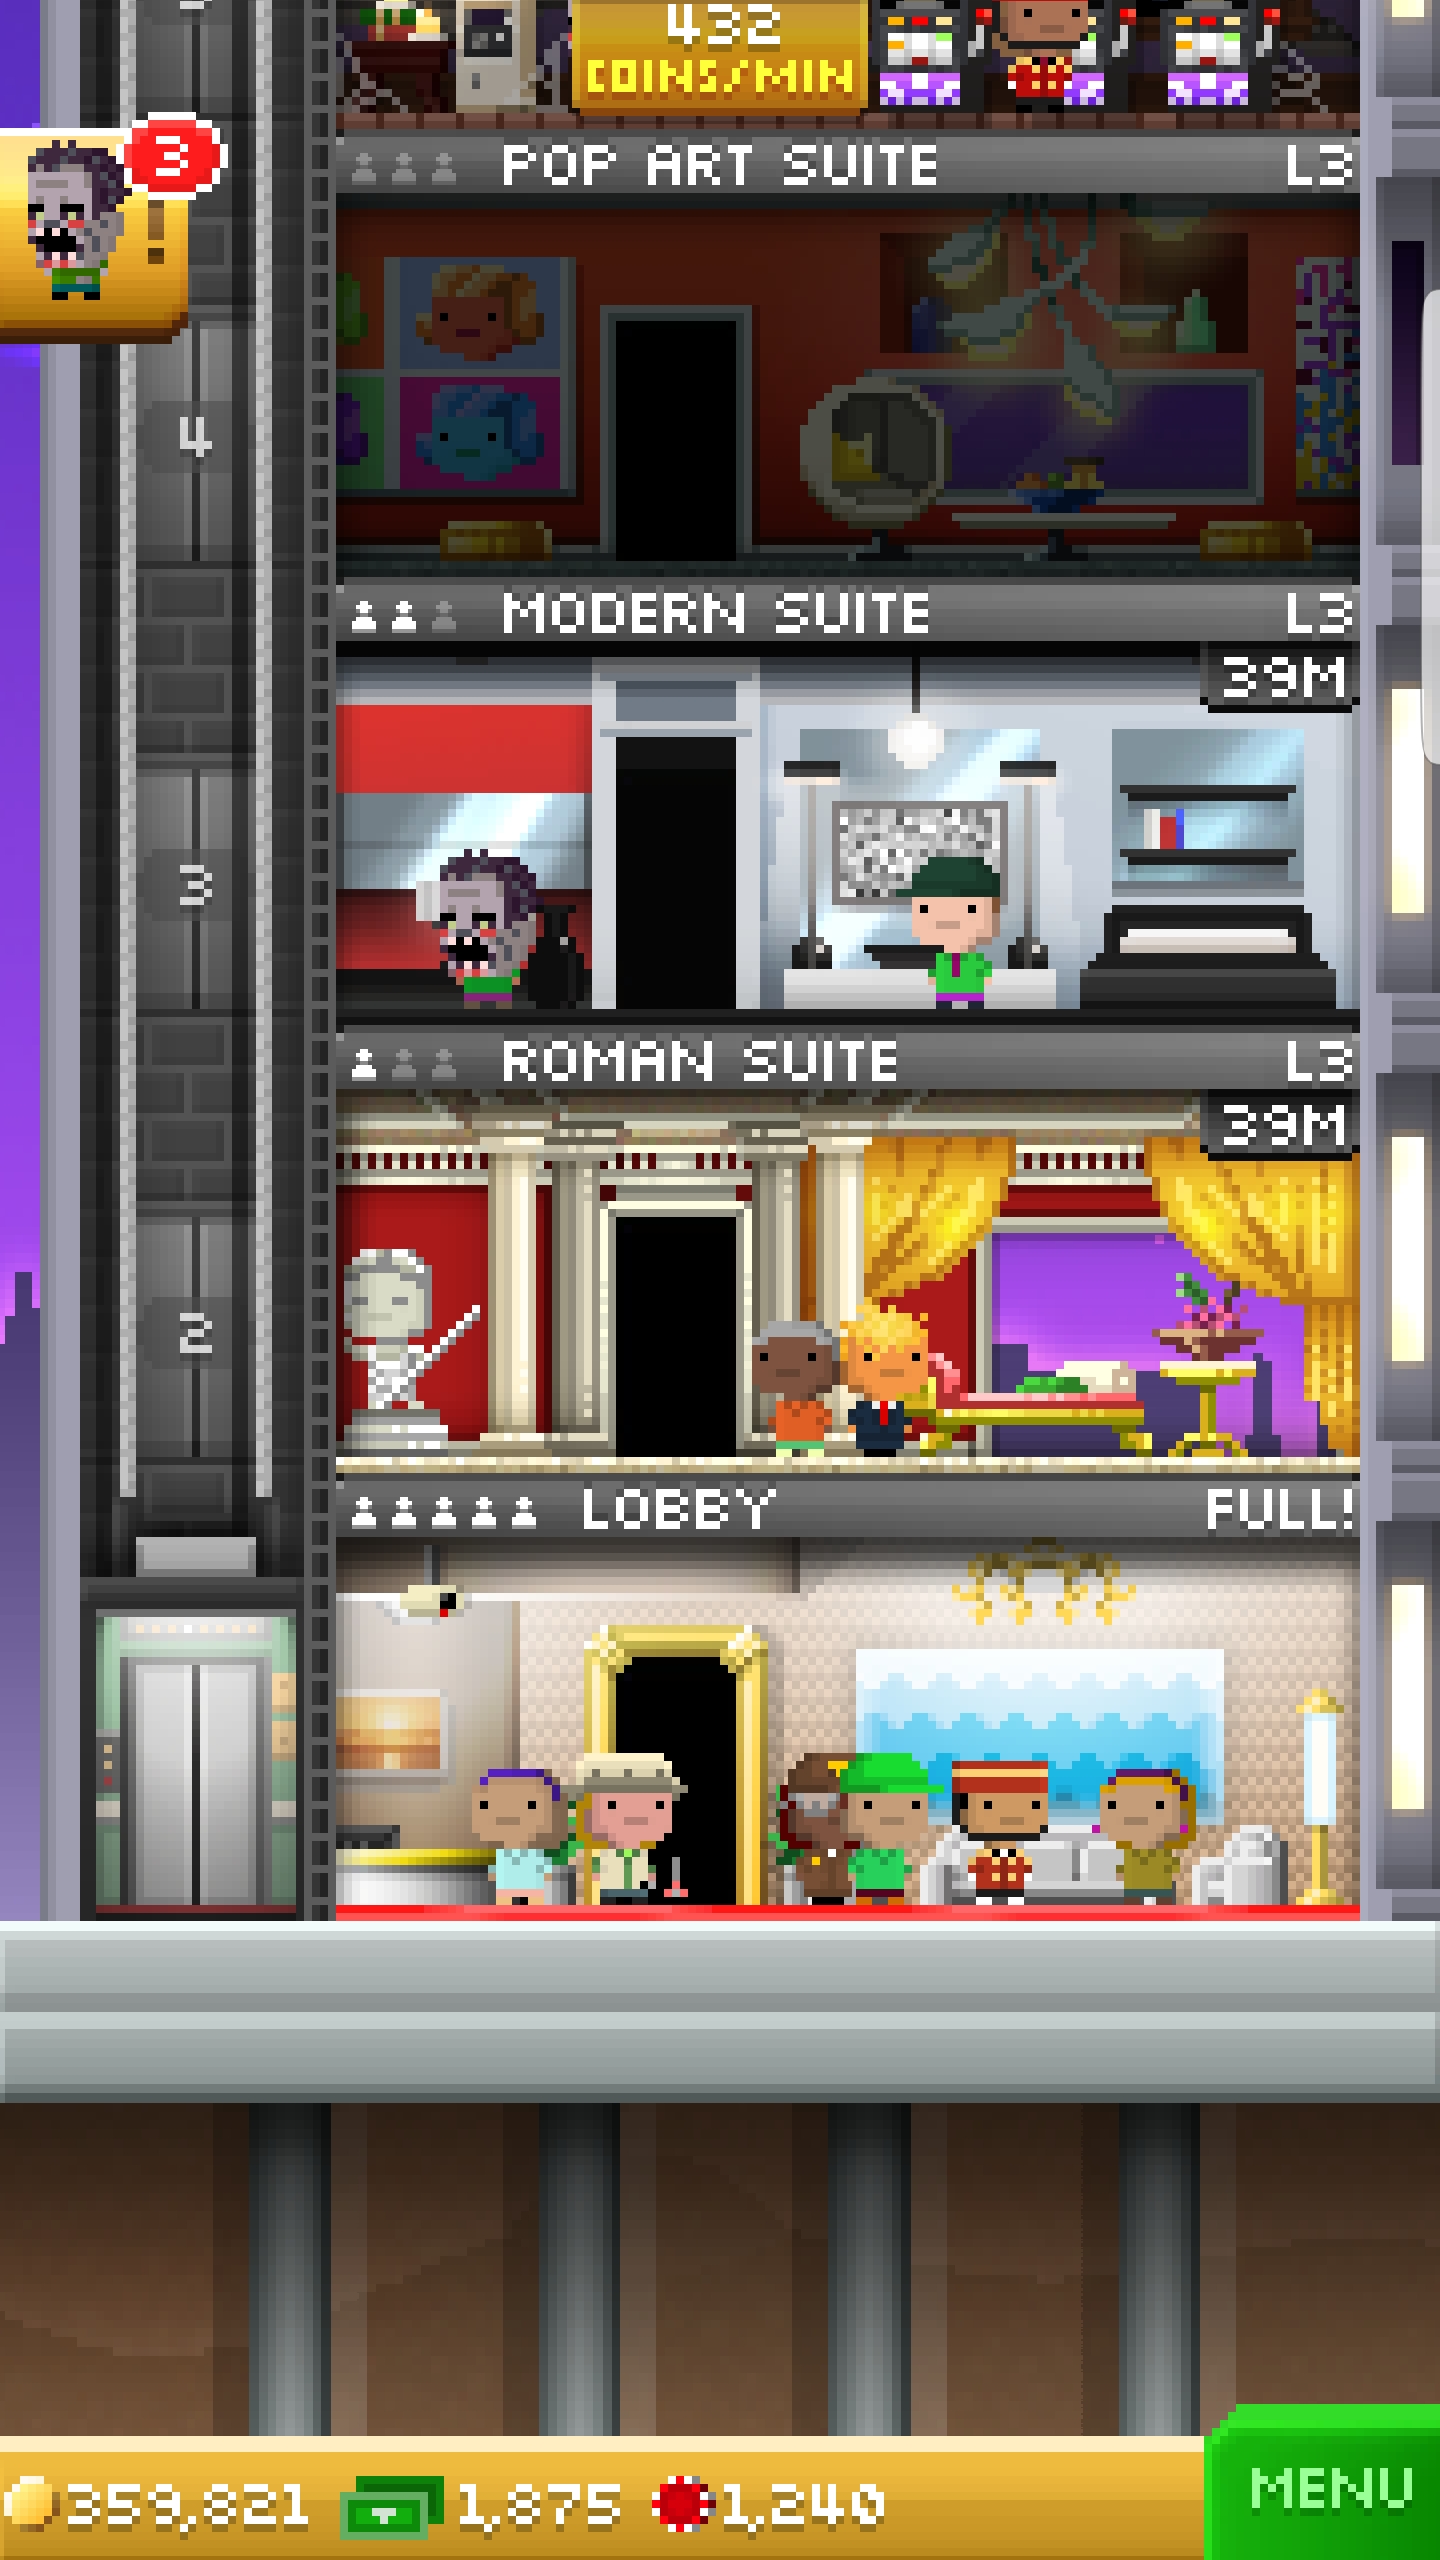 432
COINS/MIN
3
!
POP ART SUITE L3
4
MODERN SUITE L3
39M
3
ROMAN SUITE L3
39M
2
LOBBY FULL!
359,821 1,875 1,240
MENU